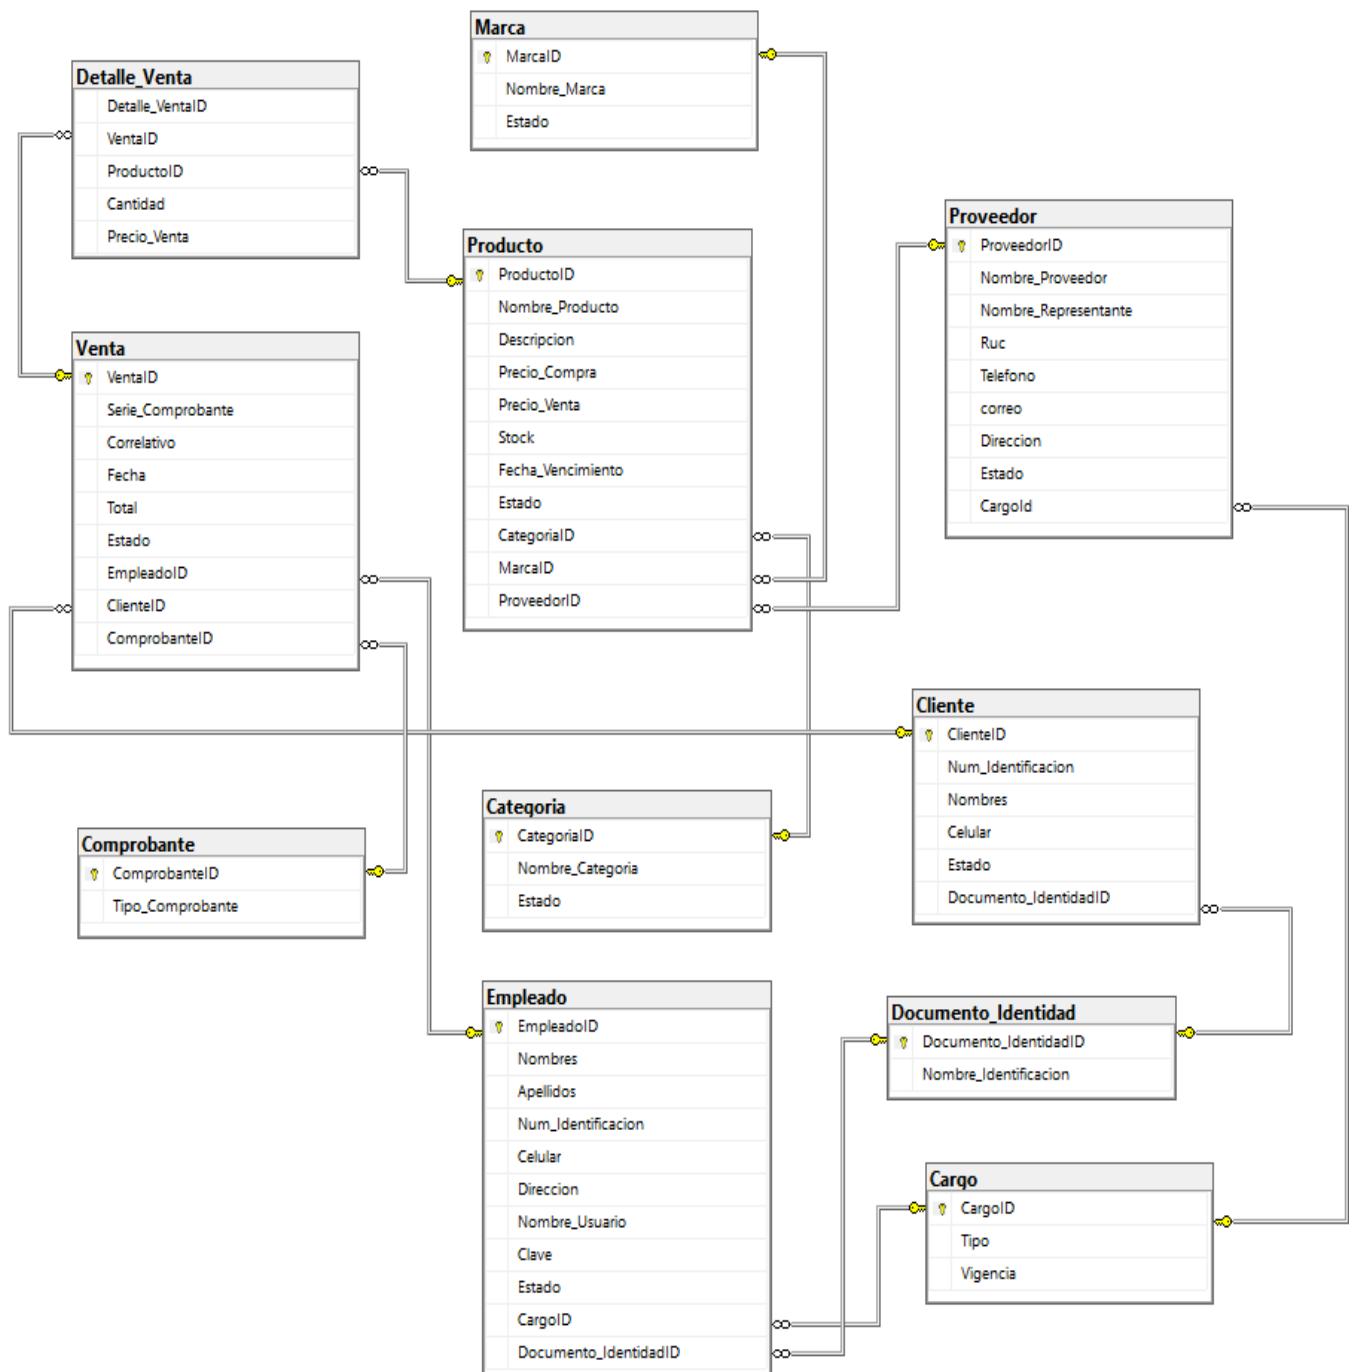 Marca
MarcaID
Nombre_Marca
Estado
Detalle_Venta
Detalle_VentaID
VentaID
ProductoID
Cantidad
Precio_Venta
Producto
ProductoID
Nombre_Producto
Descripcion
Precio_Compra
Precio_Venta
Stock
Fecha_Vencimiento
Estado
CategoriaID
MarcaID
ProveedorID
Proveedor
ProveedorID
Nombre_Proveedor
Nombre_Representante
Ruc
Telefono
correo
Direccion
Estado
CargoId
Venta
VentaID
Serie_Comprobante
Correlativo
Fecha
Total
Estado
EmpleadoID
ClienteID
ComprobanteID
Cliente
ClienteID
Num_Identificacion
Nombres
Celular
Estado
Documento_IdentidadID
Categoria
CategoriaID
Nombre_Categoria
Estado
Comprobante
ComprobanteID
Tipo_Comprobante
Empleado
EmpleadoID
Nombres
Apellidos
Num_Identificacion
Celular
Direccion
Nombre_Usuario
Clave
Estado
CargoID
Documento_IdentidadID
Documento_Identidad
Documento_IdentidadID
Nombre_Identificacion
Cargo
CargoID
Tipo
Vigencia